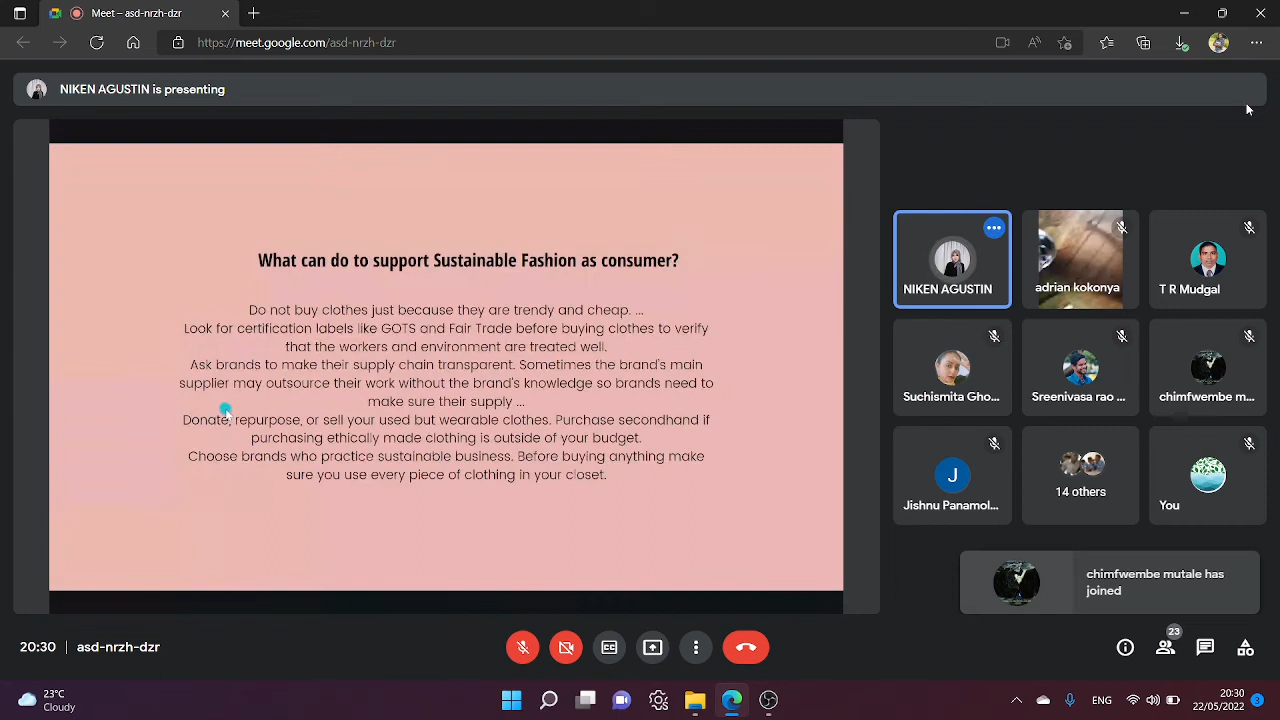 Meet – asd-nrzh-dzr
https://meet.google.com/asd-nrzh-dzr
NIKEN AGUSTIN is presenting
What can do to support Sustainable Fashion as consumer?
Do not buy clothes just because they are trendy and cheap. ...
Look for certification labels like GOTS and Fair Trade before buying clothes to verify
that the workers and environment are treated well.
Ask brands to make their supply chain transparent. Sometimes the brand's main
supplier may outsource their work without the brand's knowledge so brands need to
make sure their supply ...
Donate, repurpose, or sell your used but wearable clothes. Purchase secondhand if
purchasing ethically made clothing is outside of your budget.
Choose brands who practice sustainable business. Before buying anything make
sure you use every piece of clothing in your closet.
NIKEN AGUSTIN
adrian kokonya
T R Mudgal
Suchismita Gho...
Sreenivasa rao ...
chimfwembe m...
J
Jishnu Panamol...
14 others
You
chimfwembe mutale has
joined
20:30 | asd-nrzh-dzr
CC
23
23°C
Cloudy
ENG
20:30
22/05/2022
3